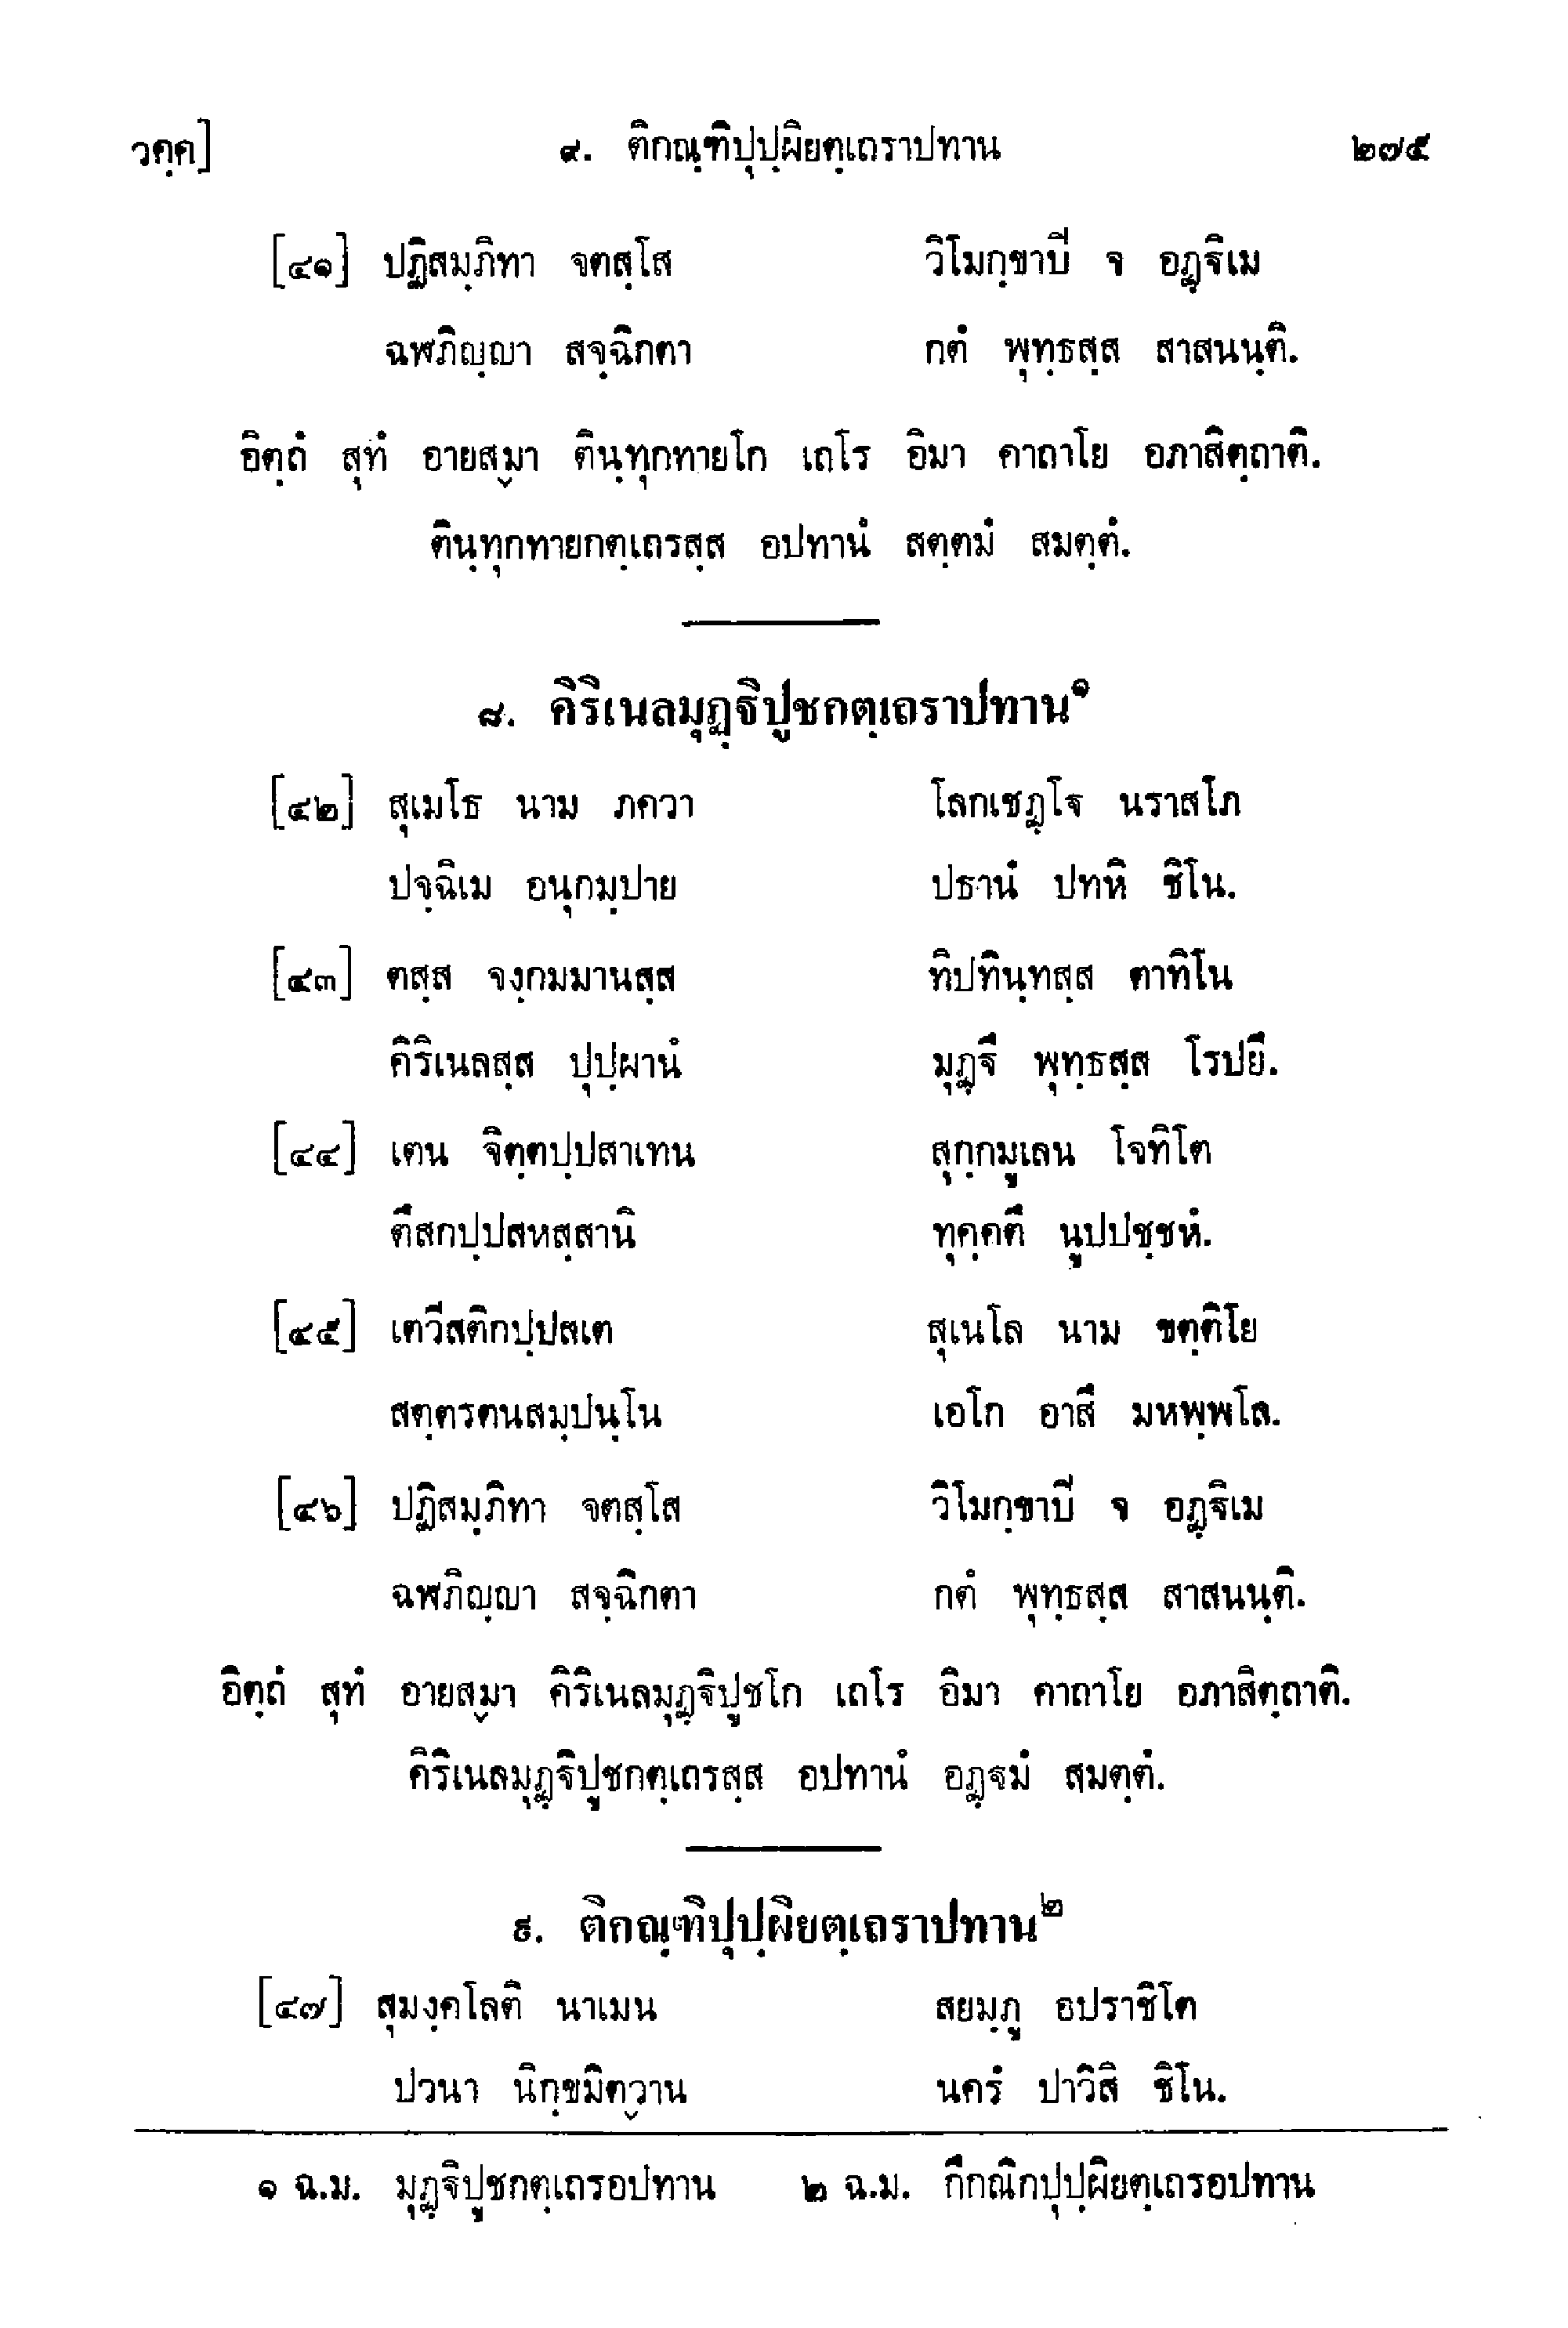 วคฺค]	๙. ติกณฺฑิปุปฺผิยตฺเถราปทาน	๒๗๕
[๔๑] ปฏิสมฺภิทา จตสฺโส	วิโมกฺขาปิ จ อฏฺฐิเม
ฉฬภิญฺญา สจฺฉิกตา	กตํ พุทฺธสฺส สาสนนฺติ.
อิตฺถํ สุทํ อายสฺมา ตินฺทุกทายโก เถโร อิมา คาถาโย อภาสิตฺถาติ.
ตินฺทุกทายกตฺเถรสฺส อปทานํ สตฺตมํ สมตฺตํ.
๘. คิริเนลมุฏฺฐิปูชกตฺเถราปทาน๑
[๔๒] สุเมโธ นาม ภควา	โลกเชฏฺโฐ นราสโภ
ปจฺฉิเม อนุกมฺปาย	ปธานํ ปทหิ ชิโน.
[๔๓] ตสฺส จงฺกมมานสฺส	ทิปทินฺทสฺส ตาทิโน
คิริเนลสฺส ปุปฺผานํ	มุฏฺฐึ พุทฺธสฺส โรปยึ.
[๔๔] เตน จิตฺตปฺปสาเทน	สุกฺกมูเลน โจทิโต
ตึสกปฺปสหสฺสานิ	ทุคฺคตึ นูปปชฺชหํ.
[๔๕] เตวีสติกปฺปสเต	สุเนโล นาม ขตฺติโย
สตฺตรตนสมฺปนฺโน	เอโก อาสึ มหพฺพโล.
[๔๖] ปฏิสมฺภิทา จตสฺโส	วิโมกฺขาปิ จ อฏฺฐิเม
ฉฬภิญฺญา สจฺฉิกตา	กตํ พุทฺธสฺส สาสนนฺติ.
อิตฺถํ สุทํ อายสฺมา คิริเนลมุฏฺฐิปูชโก เถโร อิมา คาถาโย อภาสิตฺถาติ.
คิริเนลมุฏฺฐิปูชกตฺเถรสฺส อปทานํ อฏฺฐมํ สมตฺตํ.
๙. ติกณฺฑิปุปฺผิยตฺเถราปทาน๒
[๔๗] สุมงฺคโลติ นาเมน	สยมฺภู อปราชิโต
ปวนา นิกฺขมิตฺวาน	นครํ ปาวิสิ ชิโน.
๑ ฉ.ม. มุฏฺฐิปูชกตฺเถรอปทาน	๒ ฉ.ม. กึกณิกปุปฺผิยตฺเถรอปทาน